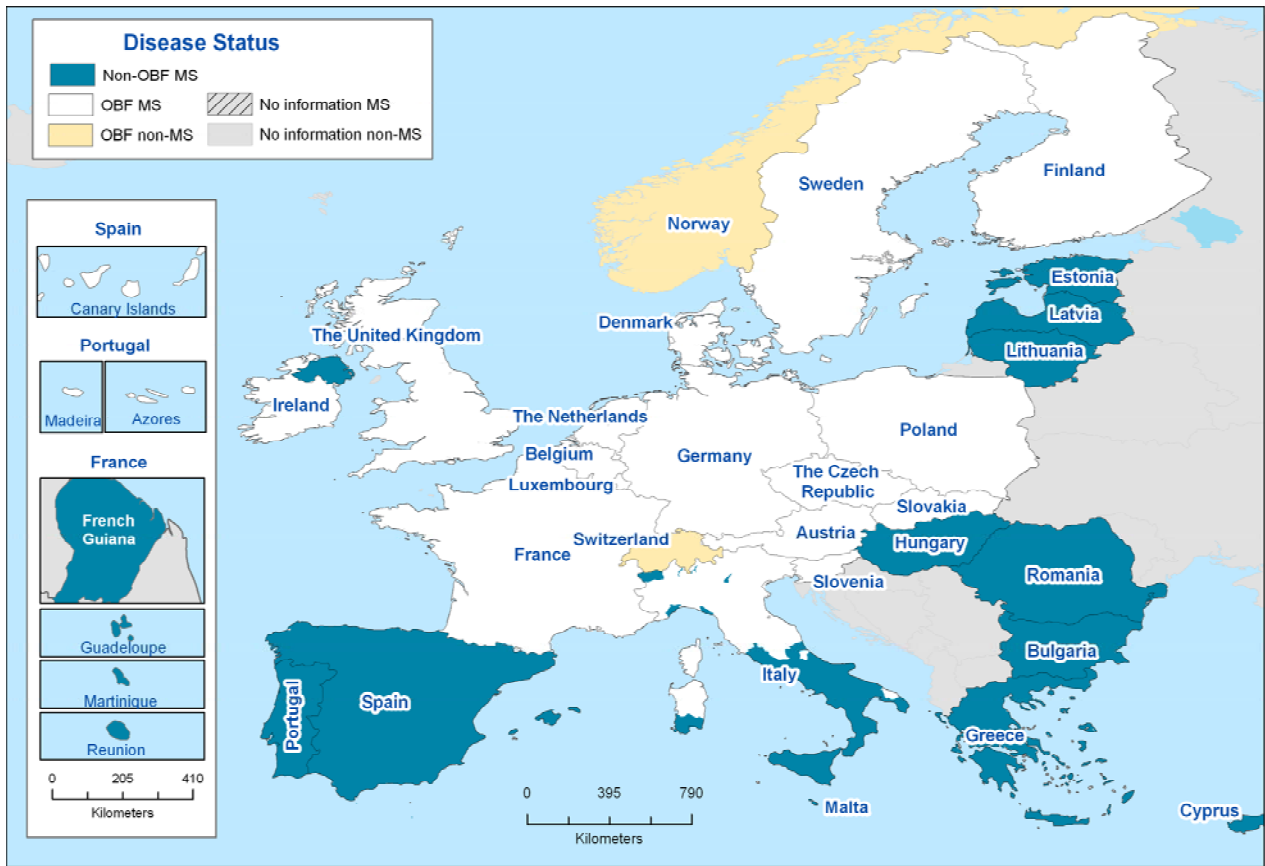 Disease Status
Non-OBF MS
OBF MS
No information MS
OBF non-MS
No information non-MS
Spain
Canary Islands
Portugal
Madeira
Azores
France
French
Guiana
Guadeloupe
Martinique
Reunion
0 205 410
Kilometers
Finland
Sweden
Norway
Estonia
Latvia
Lithuania
Denmark
The United Kingdom
Ireland
The Netherlands
Belgium
Luxembourg
Germany
Poland
The Czech
Republic
Slovakia
Austria
Switzerland
France
Hungary
Slovenia
Romania
Bulgaria
Italy
Spain
Portugal
Greece
Malta
Cyprus
0 395 790
Kilometers